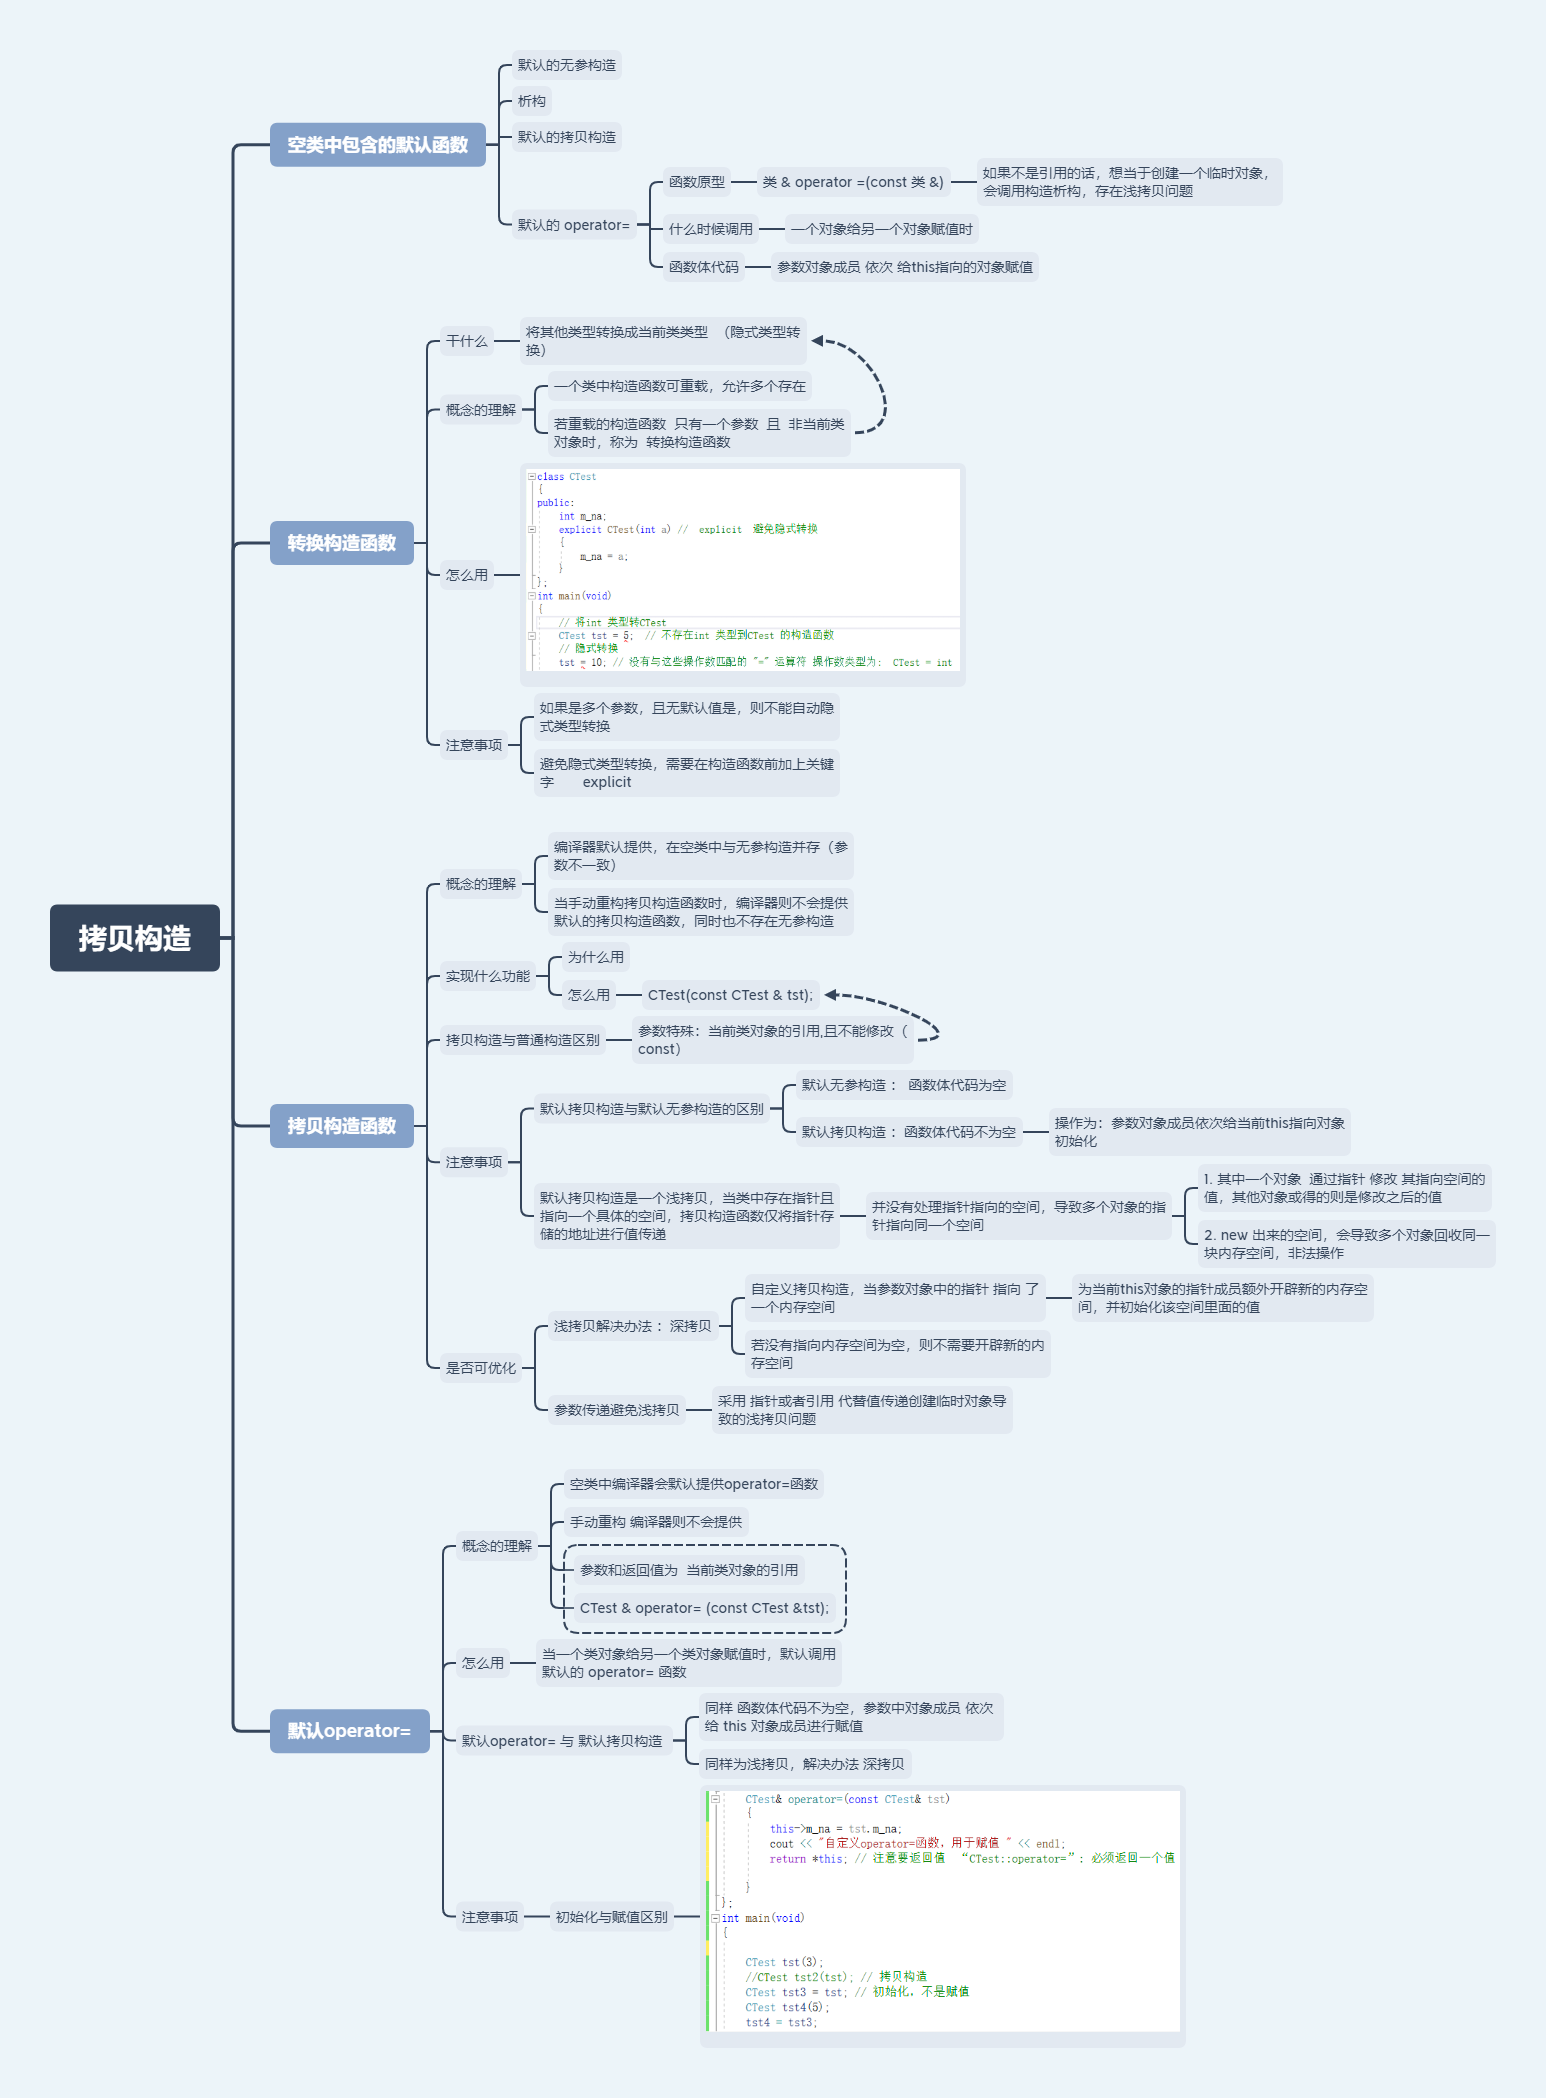 拷贝构造
空类中包含的默认函数
默认的无参构造
析构
默认的拷贝构造
默认的 operator=
函数原型
类 & operator =(const 类 &)
如果不是引用的话，想当于创建一个临时对象，
会调用构造析构，存在浅拷贝问题
什么时候调用
一个对象给另一个对象赋值时
函数体代码
参数对象成员 依次 给this指向的对象赋值
转换构造函数
干什么
将其他类型转换成当前类类型 （隐式类型转
换）
概念的理解
一个类中构造函数可重载，允许多个存在
若重载的构造函数 只有一个参数 且 非当前类
对象时，称为 转换构造函数
怎么用
class CTest
{
public:
int m_na;
explicit CTest(int a) // explicit 避免隐式转换
{
m_na = a;
}
};
int main(void)
{
// 将int 类型转CTest
CTest tst = 5; // 不存在int 类型到CTest 的构造函数
// 隐式转换
tst = 10; // 没有与这些操作数匹配的 "=" 运算符 操作数类型为: CTest = int
注意事项
如果是多个参数，且无默认值是，则不能自动隐
式类型转换
避免隐式类型转换，需要在构造函数前加上关键
字 explicit
拷贝构造函数
概念的理解
编译器默认提供，在空类中与无参构造并存（参
数不一致）
当手动重构拷贝构造函数时，编译器则不会提供
默认的拷贝构造函数，同时也不存在无参构造
实现什么功能
为什么用
怎么用
CTest(const CTest & tst);
拷贝构造与普通构造区别
参数特殊：当前类对象的引用,且不能修改（
const）
注意事项
默认拷贝构造与默认无参构造的区别
默认无参构造： 函数体代码为空
默认拷贝构造：函数体代码不为空
操作为：参数对象成员依次给当前this指向对象
初始化
默认拷贝构造是一个浅拷贝，当类中存在指针且
指向一个具体的空间，拷贝构造函数仅将指针存
储的地址进行值传递
并没有处理指针指向的空间，导致多个对象的指
针指向同一个空间
1. 其中一个对象 通过指针 修改 其指向空间的
值，其他对象或得的则是修改之后的值
2. new 出来的空间，会导致多个对象回收同一
块内存空间，非法操作
是否可优化
浅拷贝解决办法：深拷贝
自定义拷贝构造，当参数对象中的指针 指向 了
一个内存空间
为当前this对象的指针成员额外开辟新的内存空
间，并初始化该空间里面的值
若没有指向内存空间为空，则不需要开辟新的内
存空间
参数传递避免浅拷贝
采用 指针或者引用 代替值传递创建临时对象导
致的浅拷贝问题
默认operator=
概念的理解
空类中编译器会默认提供operator=函数
手动重构 编译器则不会提供
参数和返回值为 当前类对象的引用
CTest & operator= (const CTest &tst);
怎么用
当一个类对象给另一个类对象赋值时，默认调用
默认的 operator= 函数
默认operator= 与 默认拷贝构造
同样 函数体代码不为空，参数中对象成员 依次
给 this 对象成员进行赋值
同样为浅拷贝，解决办法 深拷贝
注意事项
初始化与赋值区别
CTest& operator=(const CTest& tst)
{
this->m_na = tst.m_na;
cout << "自定义operator=函数，用于赋值 " << endl;
return *this; // 注意要返回值 “CTest::operator=”: 必须返回一个值
}
};
int main(void)
{
CTest tst(3);
//CTest tst2(tst); // 拷贝构造
CTest tst3 = tst; // 初始化，不是赋值
CTest tst4(5);
tst4 = tst3;